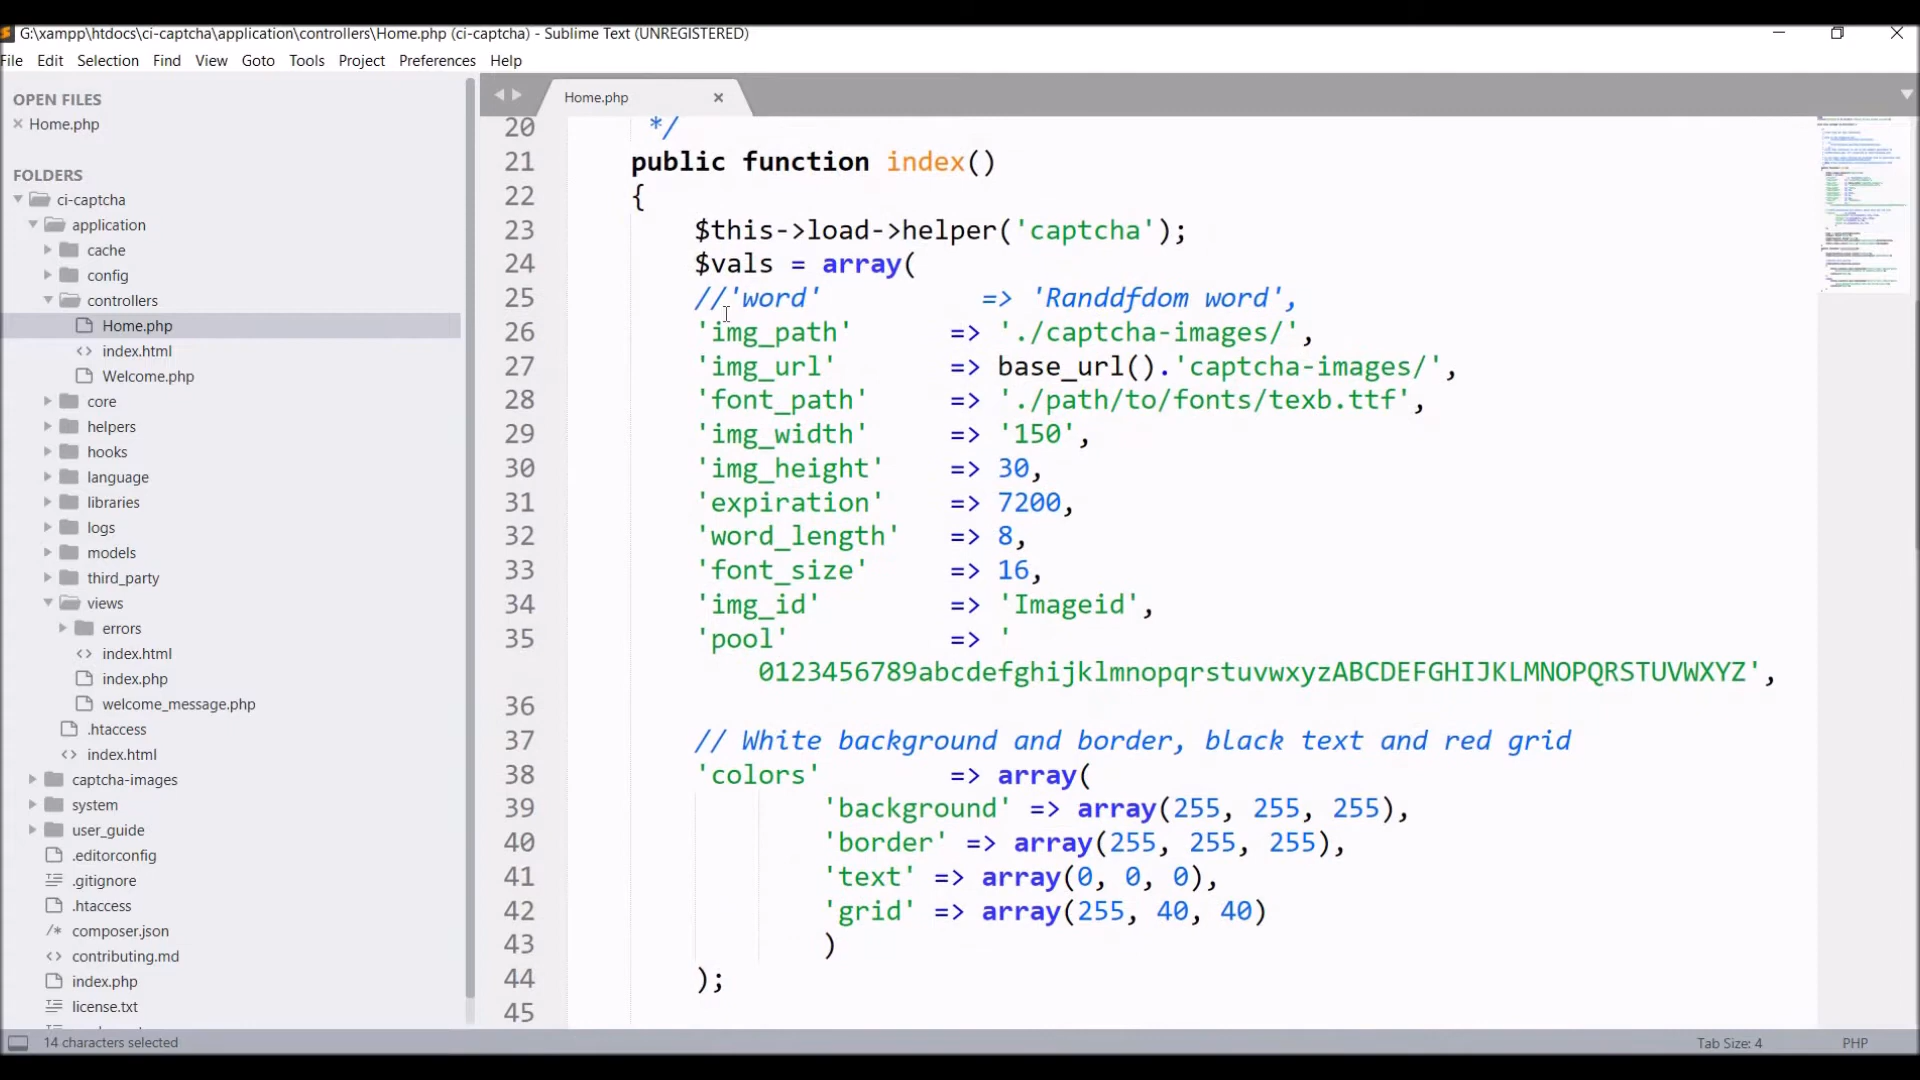 G:\xampp\htdocs\ci-captcha\application\controllers\Home.php (ci-captcha) - Sublime Text (UNREGISTERED)
File Edit Selection Find View Goto Tools Project Preferences Help
OPEN FILES
Home.php
FOLDERS
ci-captcha
application
cache
config
controllers
Home.php
index.html
Welcome.php
core
helpers
hooks
language
libraries
logs
models
third_party
views
errors
index.html
index.php
welcome_message.php
.htaccess
index.html
captcha-images
system
user_guide
.editorconfig
.gitignore
.htaccess
composer.json
contributing.md
index.php
license.txt
Home.php
20 */
21 public function index()
22 {
23 $this->load->helper('captcha');
24 $vals = array(
25 //'word' => 'Randdfdom word',
26 'img_path' => './captcha-images/',
27 'img_url' => base_url().'captcha-images/',
28 'font_path' => './path/to/fonts/texb.ttf',
29 'img_width' => '150',
30 'img_height' => 30,
31 'expiration' => 7200,
32 'word_length' => 8,
33 'font_size' => 16,
34 'img_id' => 'Imageid',
35 'pool' => '
0123456789abcdefghijklmnopqrstuvwxyzABCDEFGHIJKLMNOPQRSTUVWXYZ',
36
37 // White background and border, black text and red grid
38 'colors' => array(
39 'background' => array(255, 255, 255),
40 'border' => array(255, 255, 255),
41 'text' => array(0, 0, 0),
42 'grid' => array(255, 40, 40)
43 )
44 );
45
14 characters selected
Tab Size: 4
PHP